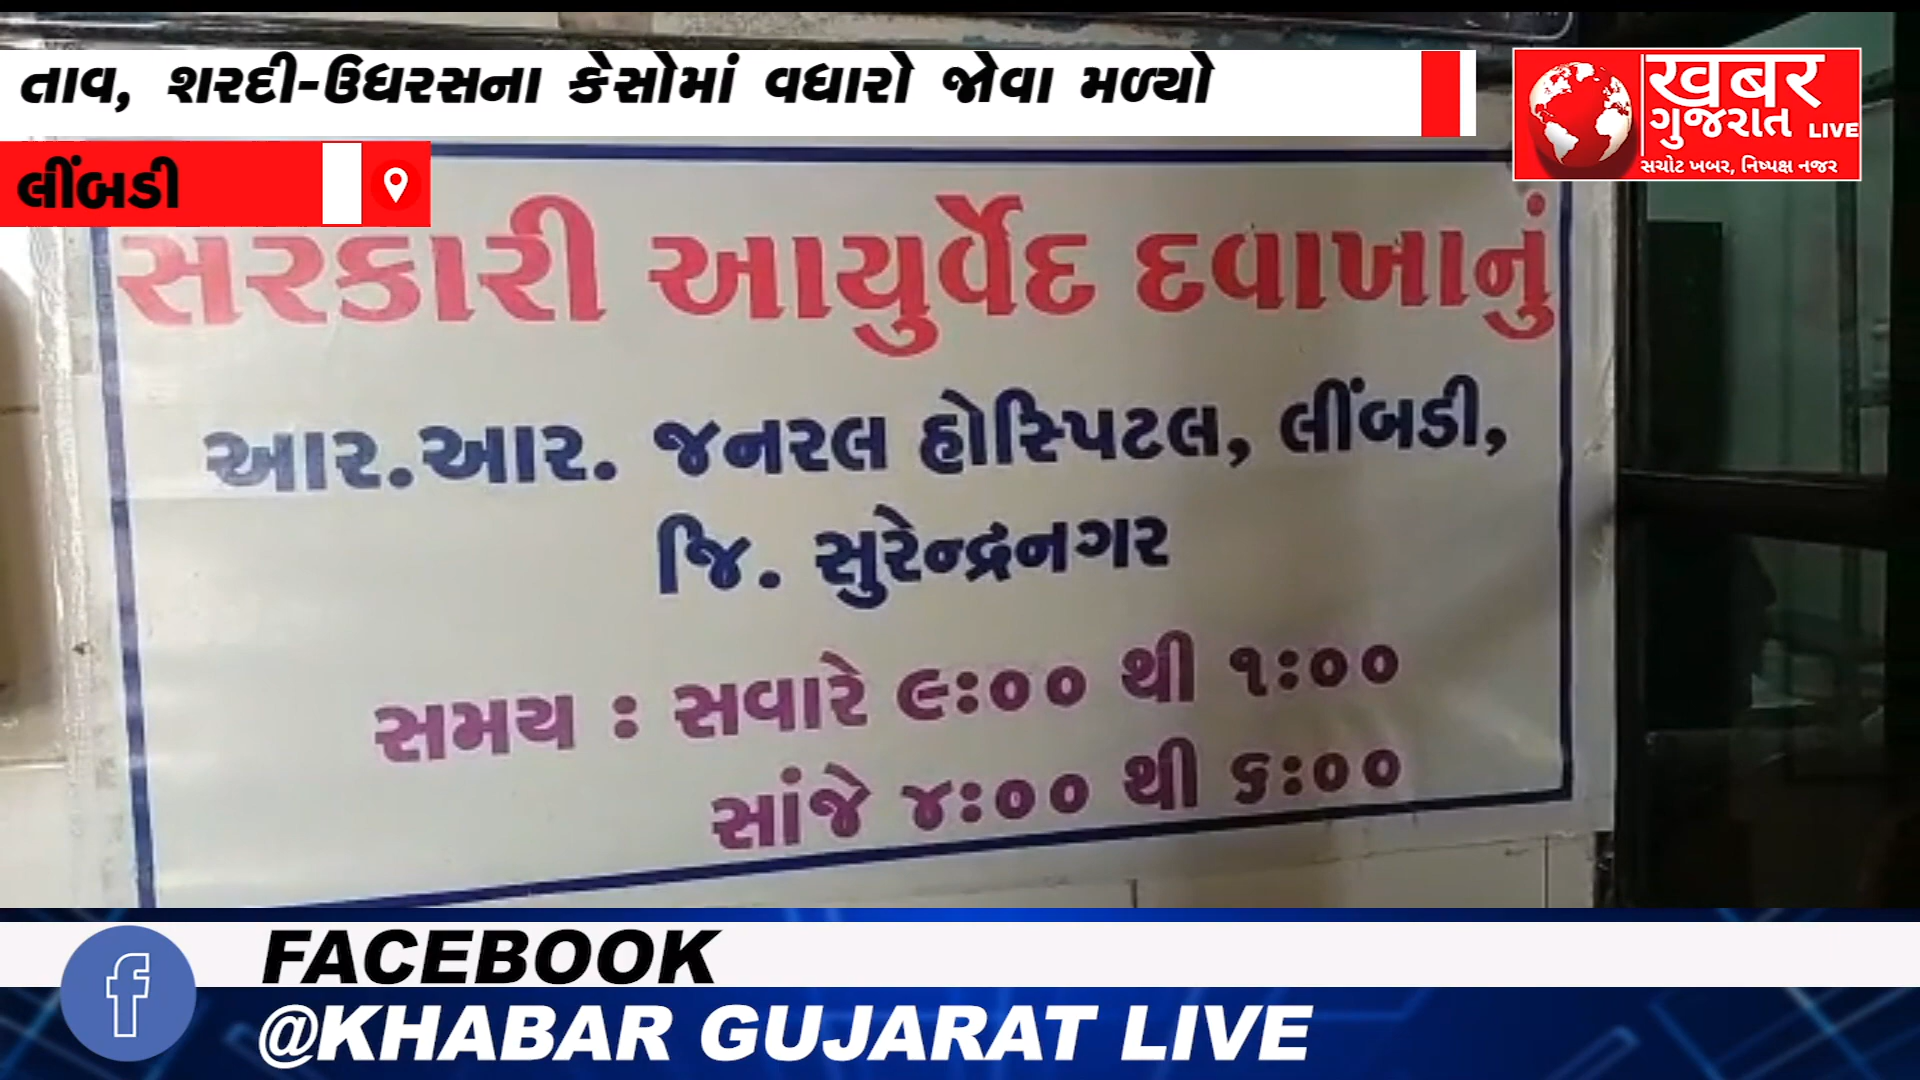 તાવ, શરદી-ઉધરસના કેસોમાં વધારો જોવા મળ્યો
खबर
ગુજરાત LIVE
સચોટ ખબર, નિષ્પક્ષ નજર
લીંબડી
સરકારી આયુર્વેદ દવાખાનું
આર.આર. જનરલ હોસ્પિટલ, લીંબડી,
જિ. સુરેન્દ્રનગર
સમય : સવારે ૯:૦૦ થી ૧:૦૦
સાંજે ૪:૦૦ થી ૬:૦૦
FACEBOOK
@KHABAR GUJARAT LIVE